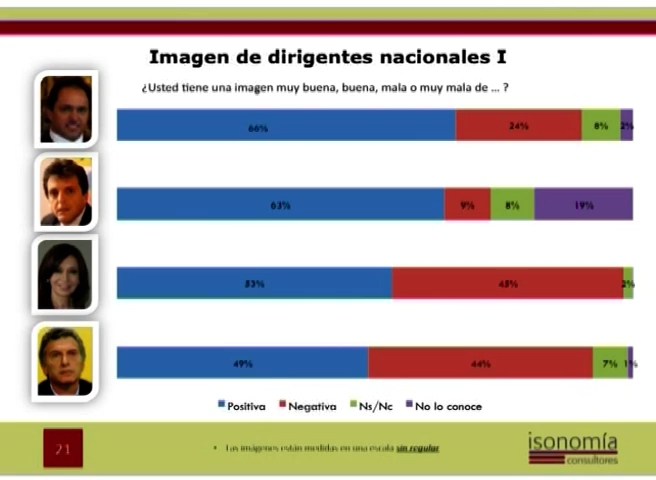 Imagen de dirigentes nacionales I
¿Usted tiene una imagen muy buena, buena, mala o muy mala de ... ?
66% 24% 8% 2%
63% 9% 8% 19%
53% 45% 2%
49% 44% 7% 1%
Positiva Negativa Ns/Nc No lo conoce
21
• Las imágenes están medidas en una escala sin regular
isonomía
consultores